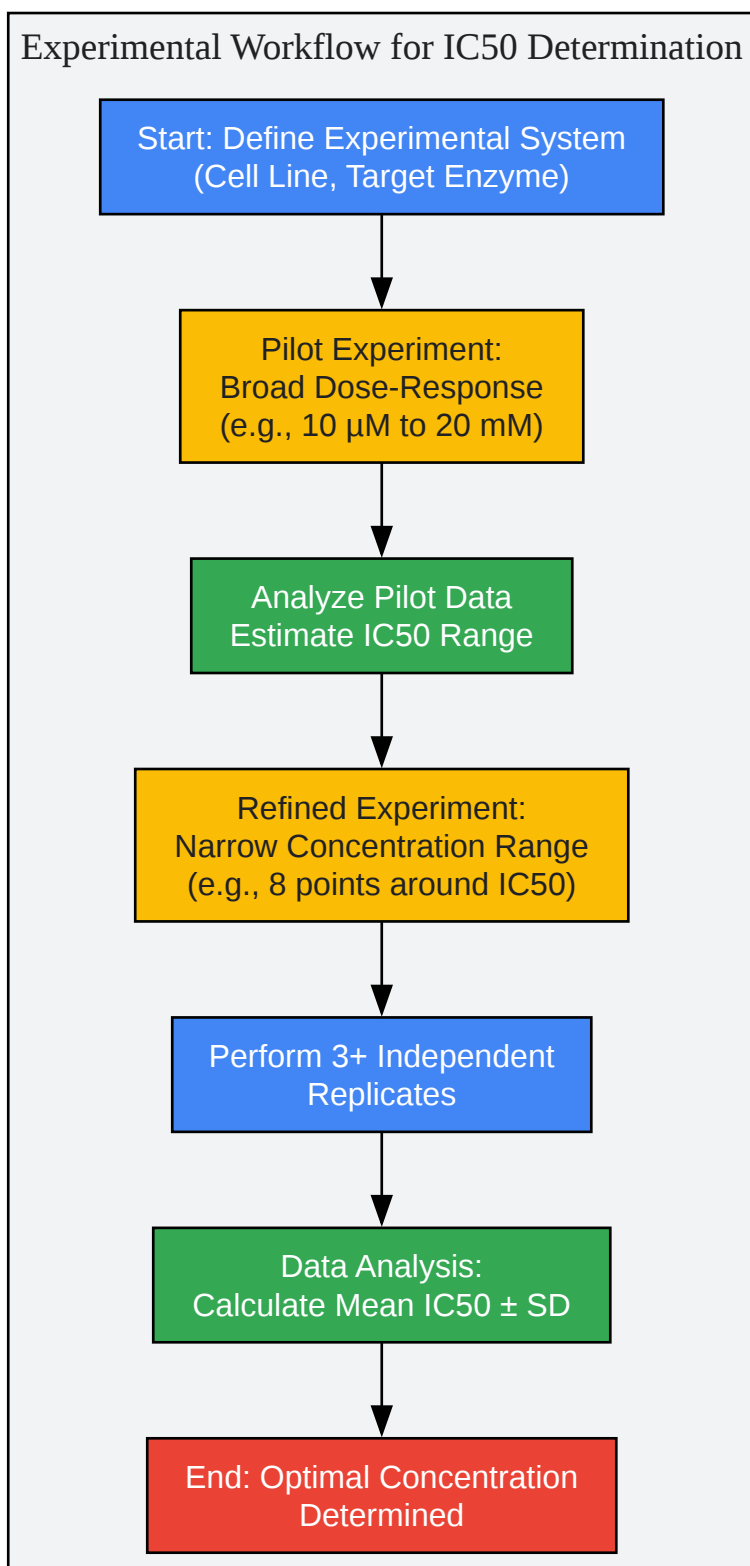 Experimental Workflow for IC50 Determination
Start: Define Experimental System
(Cell Line, Target Enzyme)
Pilot Experiment:
Broad Dose-Response
(e.g., 10 µM to 20 mM)
Analyze Pilot Data
Estimate IC50 Range
Refined Experiment:
Narrow Concentration Range
(e.g., 8 points around IC50)
Perform 3+ Independent
Replicates
Data Analysis:
Calculate Mean IC50 ± SD
End: Optimal Concentration
Determined